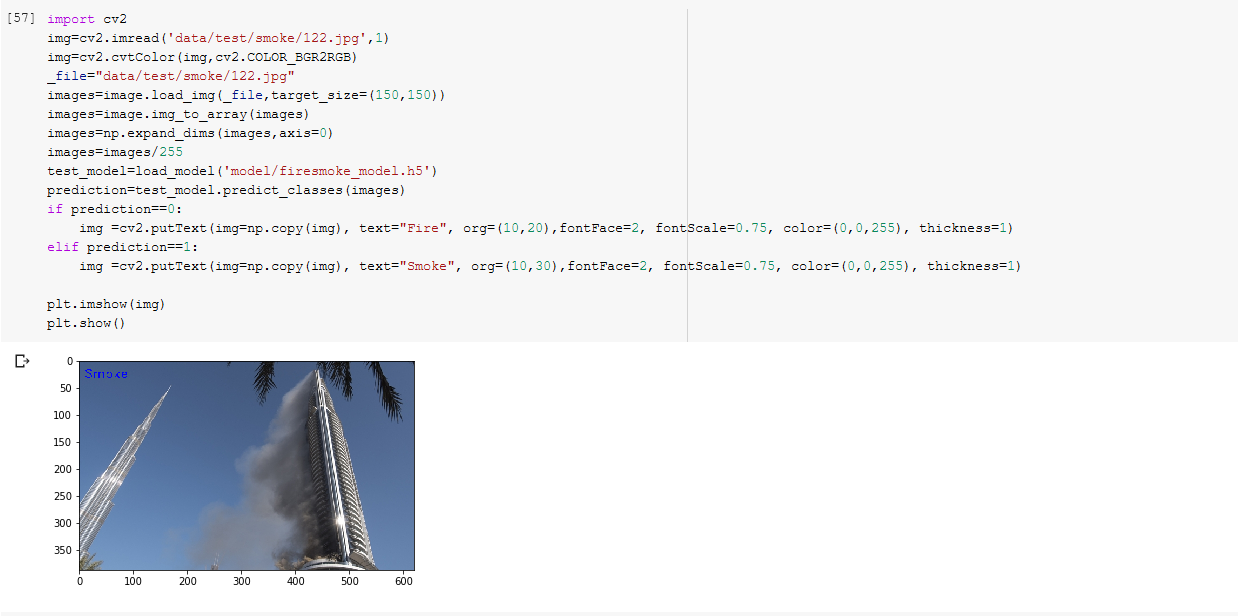 [57] import cv2
img=cv2.imread('data/test/smoke/122.jpg',1)
img=cv2.cvtColor(img,cv2.COLOR_BGR2RGB)
_file="data/test/smoke/122.jpg"
images=image.load_img(_file,target_size=(150,150))
images=image.img_to_array(images)
images=np.expand_dims(images,axis=0)
images=images/255
test_model=load_model('model/firesmoke_model.h5')
prediction=test_model.predict_classes(images)
if prediction==0:
    img =cv2.putText(img=np.copy(img), text="Fire", org=(10,20),fontFace=2, fontScale=0.75, color=(0,0,255), thickness=1)
elif prediction==1:
    img =cv2.putText(img=np.copy(img), text="Smoke", org=(10,30),fontFace=2, fontScale=0.75, color=(0,0,255), thickness=1)
plt.imshow(img)
plt.show()
0
Smoke
50
100
150
200
250
300
350
0 100 200 300 400 500 600